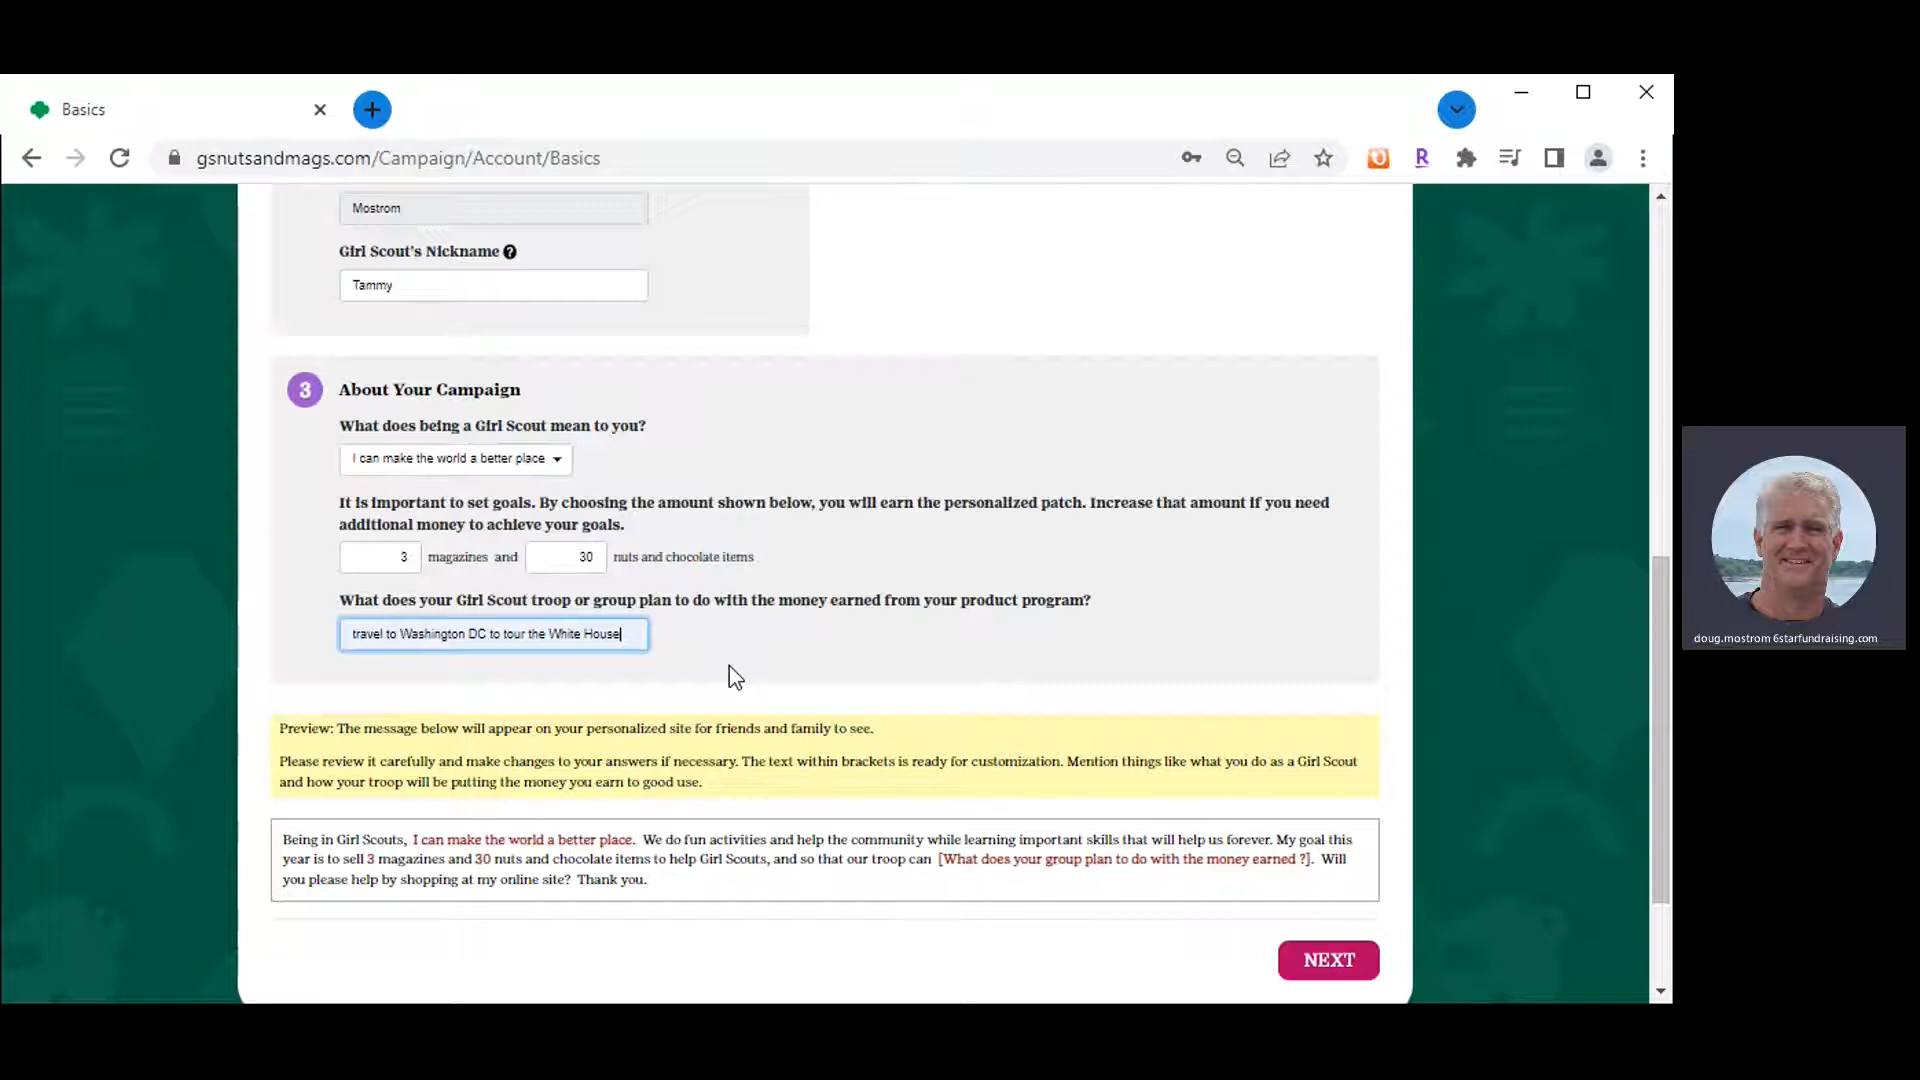 Basics
gsnutsandmags.com/Campaign/Account/Basics
R
Mostrom
Girl Scout's Nickname ?
Tammy
3 About Your Campaign
What does being a Girl Scout mean to you?
I can make the world a better place
It is important to set goals. By choosing the amount shown below, you will earn the personalized patch. Increase that amount if you need
additional money to achieve your goals.
3 magazines and 30 nuts and chocolate items
What does your Girl Scout troop or group plan to do with the money earned from your product program?
travel to Washington DC to tour the White House
Preview: The message below will appear on your personalized site for friends and family to see.
Please review it carefully and make changes to your answers if necessary. The text within brackets is ready for customization. Mention things like what you do as a Girl Scout
and how your troop will be putting the money you earn to good use.
Being in Girl Scouts, I can make the world a better place. We do fun activities and help the community while learning important skills that will help us forever. My goal this
year is to sell 3 magazines and 30 nuts and chocolate items to help Girl Scouts, and so that our troop can [What does your group plan to do with the money earned ?]. Will
you please help by shopping at my online site? Thank you.
NEXT
doug.mostrom 6starfundraising.com